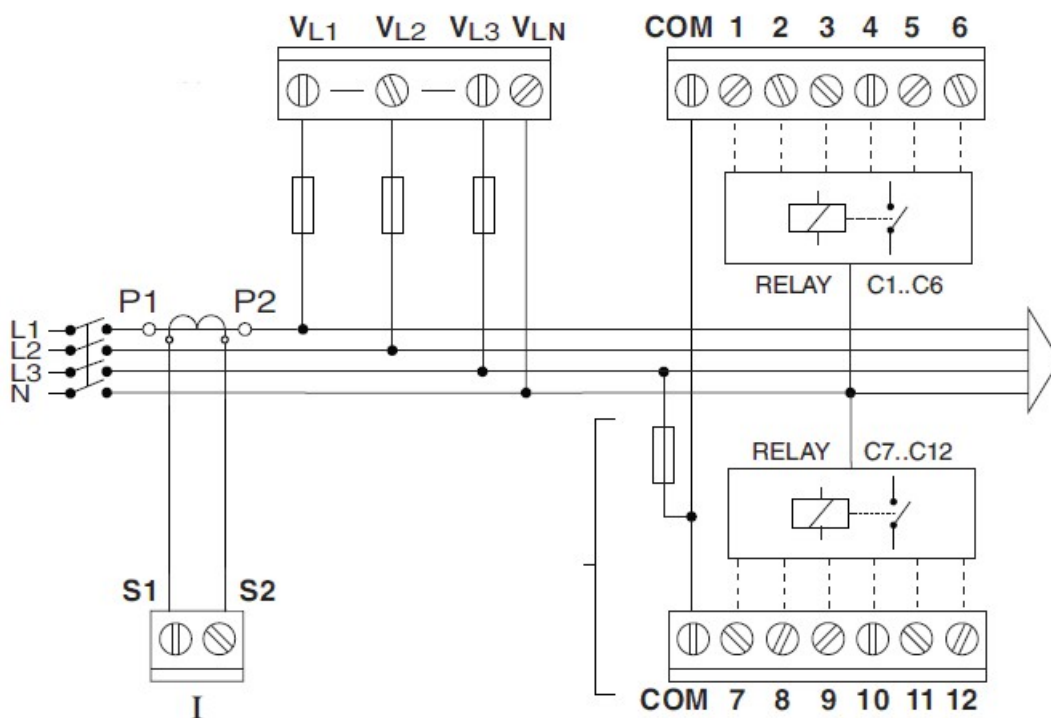 VL1 VL2 VL3 VLN
COM 1 2 3 4 5 6
RELAY C1..C6
P1 P2
L1
L2
L3
N
RELAY C7..C12
S1 S2
I
COM 7 8 9 10 11 12